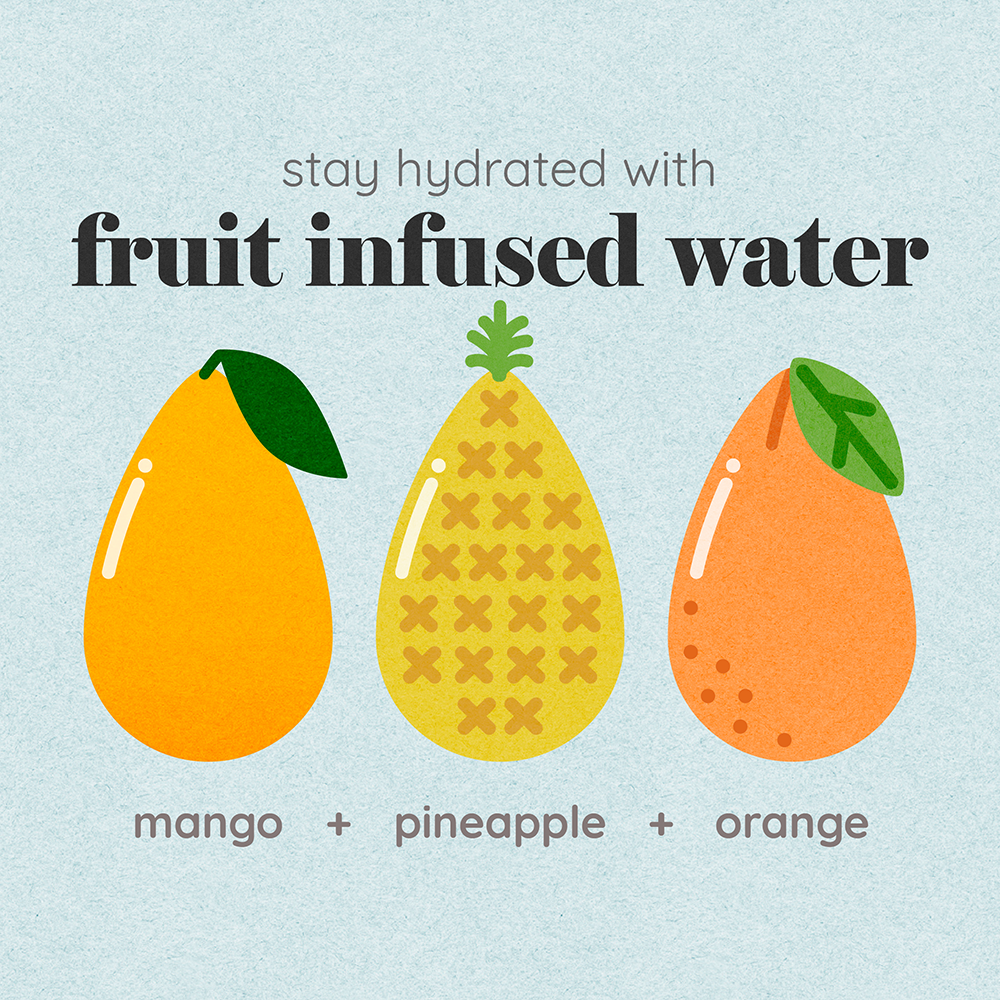 stay hydrated with
fruit infused water
mango + pineapple + orange